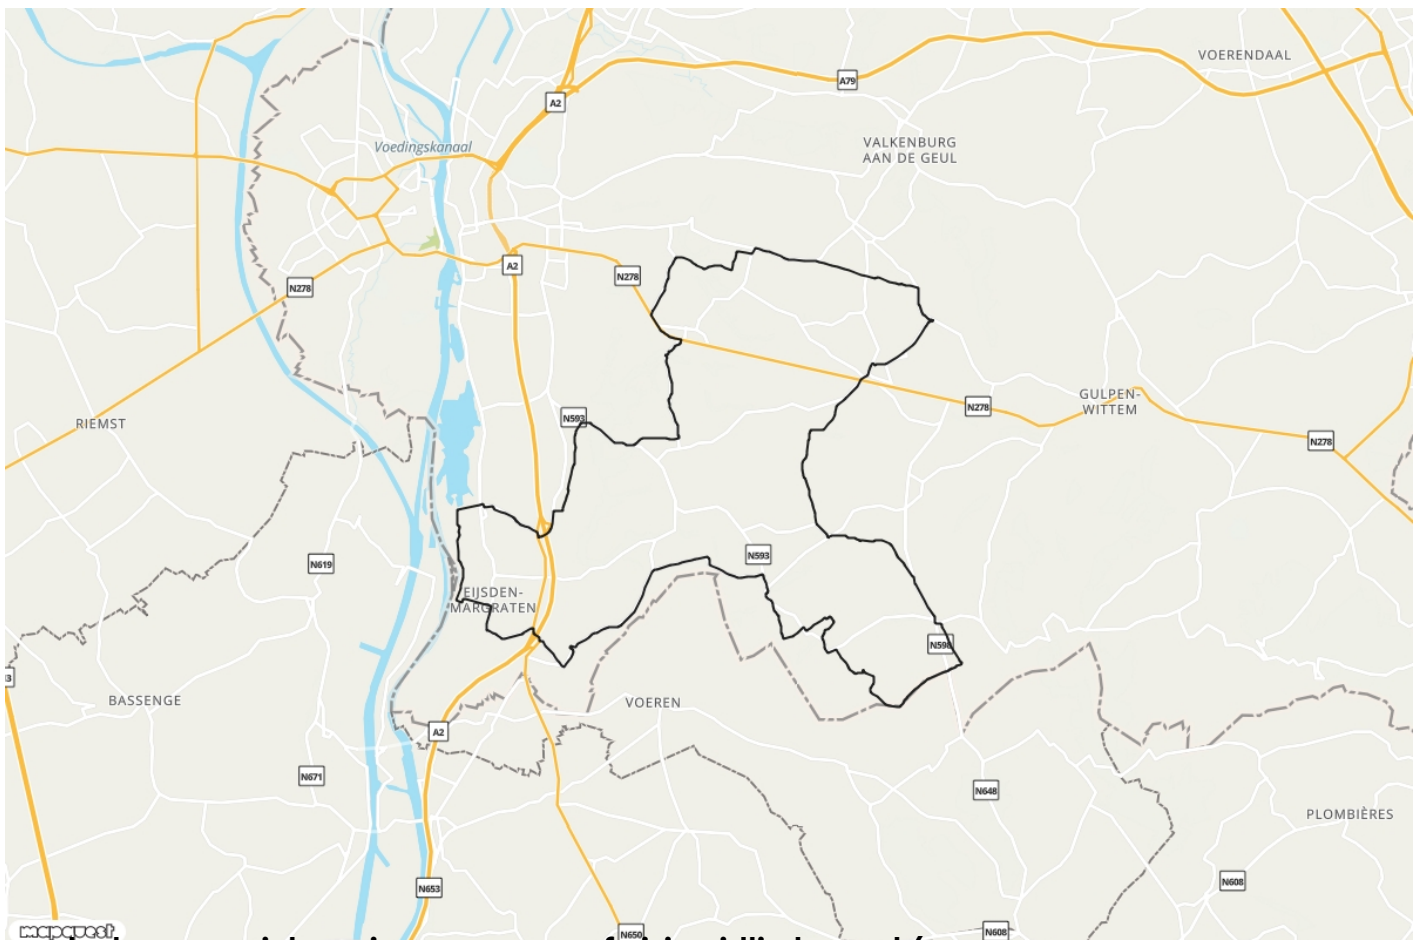 VOERENDAAL
A79
A2
VALKENBURG
AAN DE GEUL
Voedingskanaal
A2
N278
N278
GULPEN-
WITTEM
N278
N593
RIEMST
N278
N593
N619
EIJSDEN-
MARGRATEN
N598
BASSENGE
VOEREN
A2
N671
N648
PLOMBIÈRES
N608
N653
mapquest
N650
N608